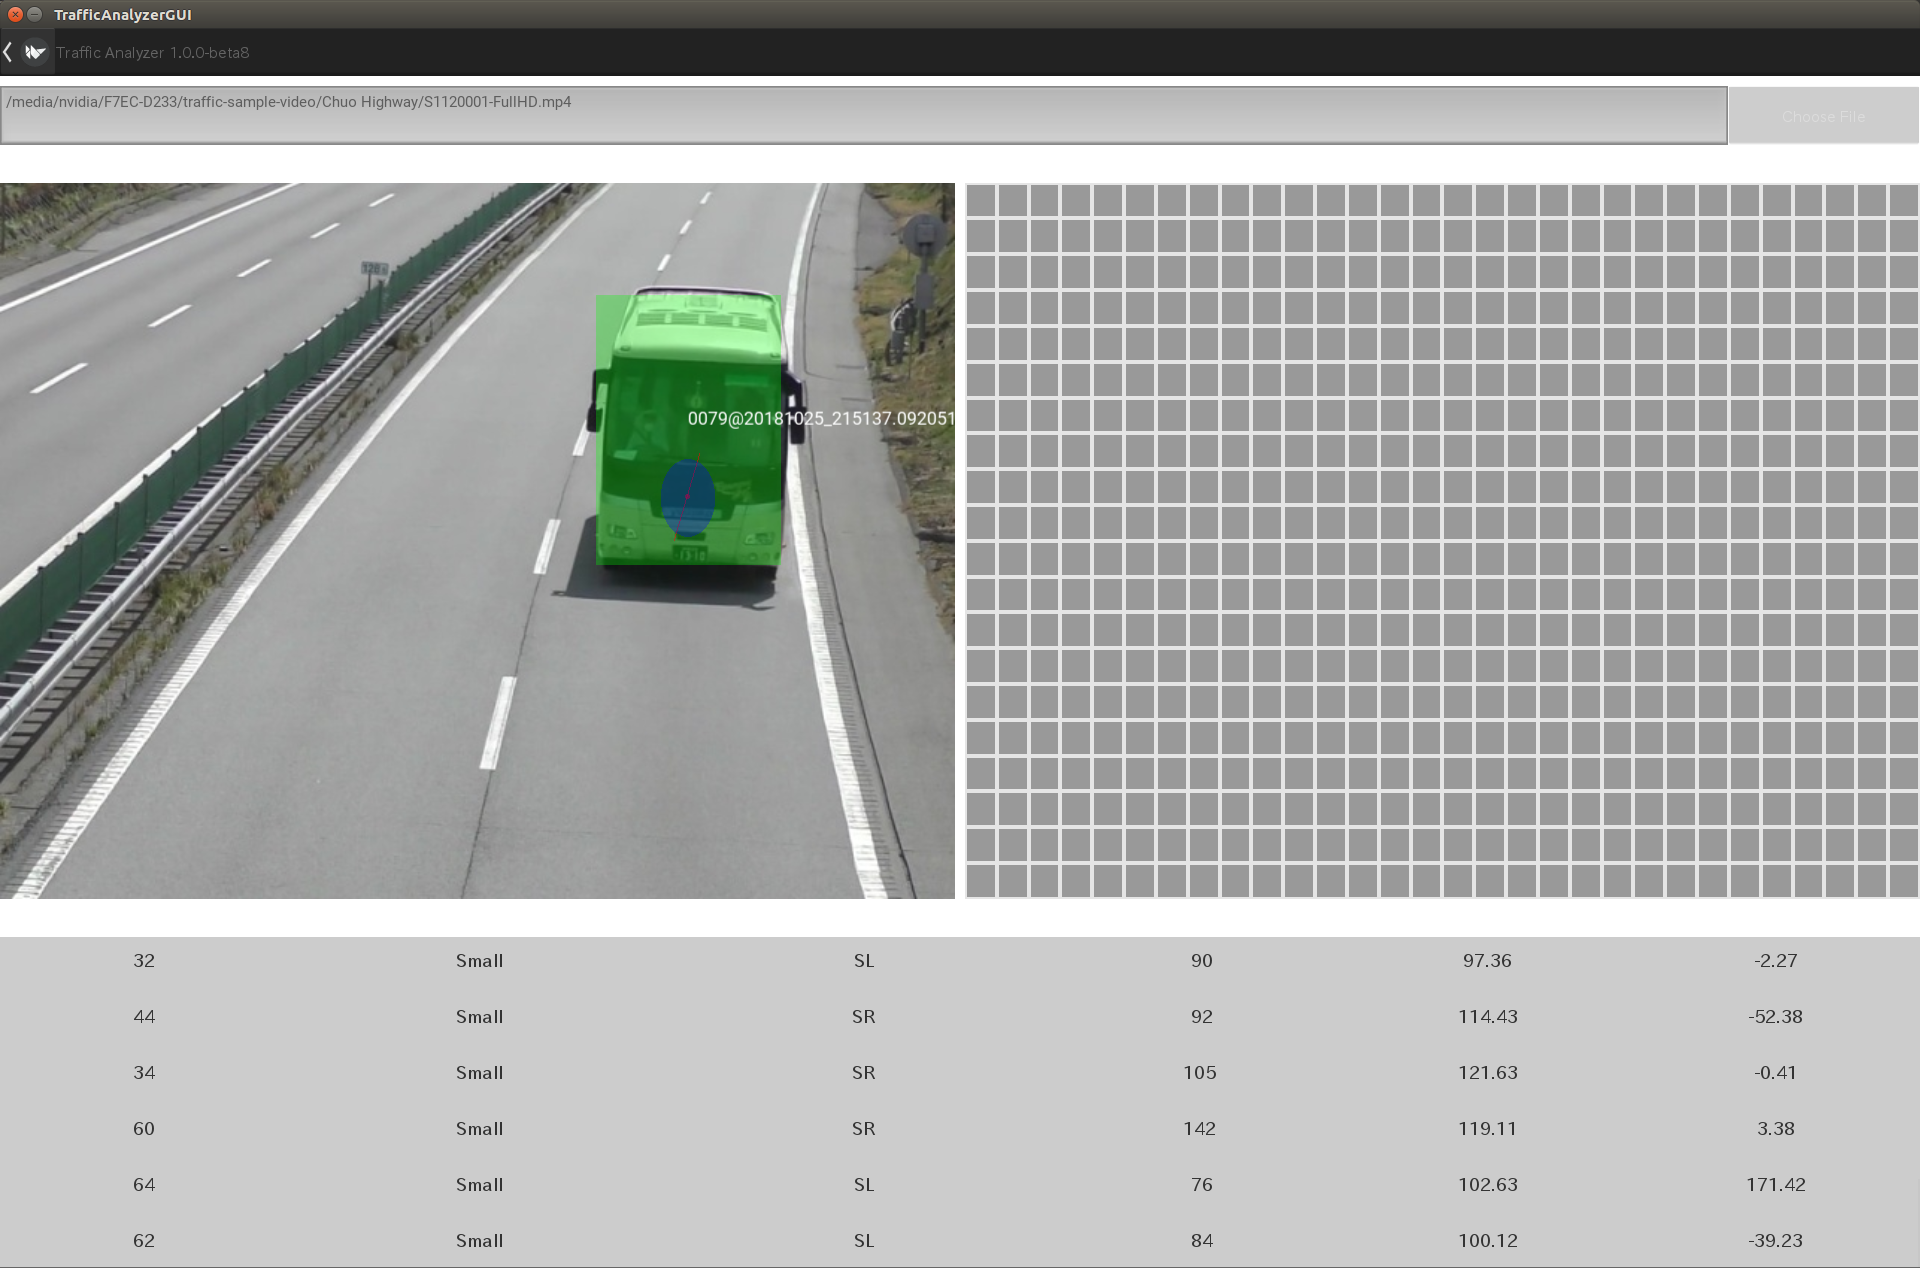 TrafficAnalyzerGUI
Traffic Analyzer 1.0.0-beta8
/media/nvidia/F7EC-D233/traffic-sample-video/Chuo Highway/S1120001-FullHD.mp4
Choose File
0079@20181025_215137.092051
32 Small SL 90 97.36 -2.27
44 Small SR 92 114.43 -52.38
34 Small SR 105 121.63 -0.41
60 Small SR 142 119.11 3.38
64 Small SL 76 102.63 171.42
62 Small SL 84 100.12 -39.23